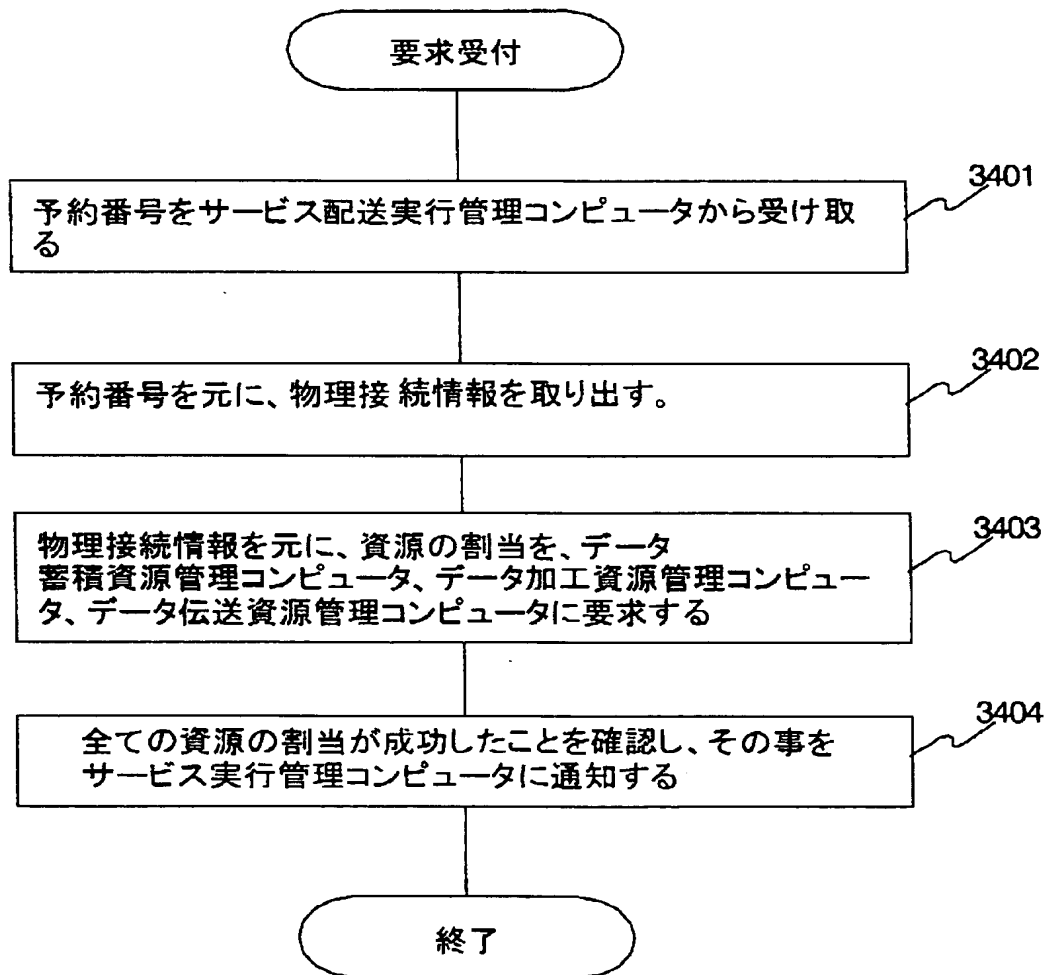 要求受付
3401
予約番号をサービス配送実行管理コンピュータから受け取
る
3402
予約番号を元に、物理接続情報を取り出す。
3403
物理接続情報を元に、資源の割当を、データ
蓄積資源管理コンピュータ、データ加工資源管理コンピュー
タ、データ伝送資源管理コンピュータに要求する
3404
全ての資源の割当が成功したことを確認し、その事を
サービス実行管理コンピュータに通知する
終了